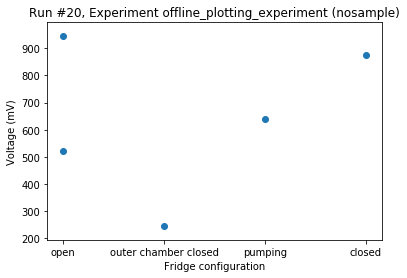 Run #20, Experiment offline_plotting_experiment (nosample)
900
800
700
600
500
400
300
200
Voltage (mV)
open outer chamber closed pumping closed
Fridge configuration